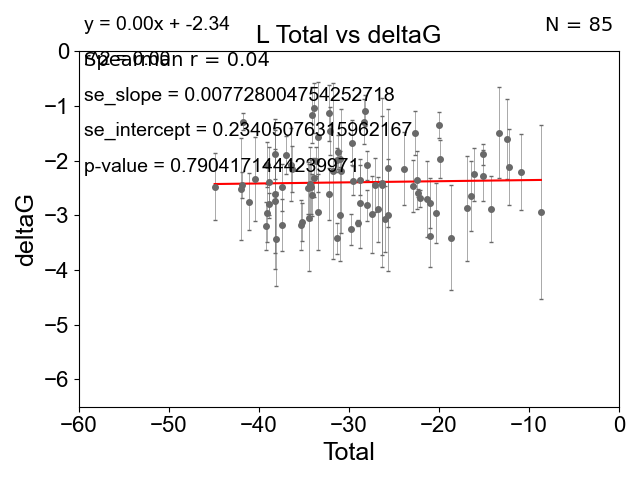 y = 0.00x + -2.34
N = 85
L Total vs deltaG
Spearman r = 0.04
se_slope = 0.007728004754252718
se_intercept = 0.23405076315962167
p-value = 0.7904171444239971
0
−1
−2
−3
−4
−5
−6
deltaG
−60
−50
−40
−30
−20
−10
0
Total